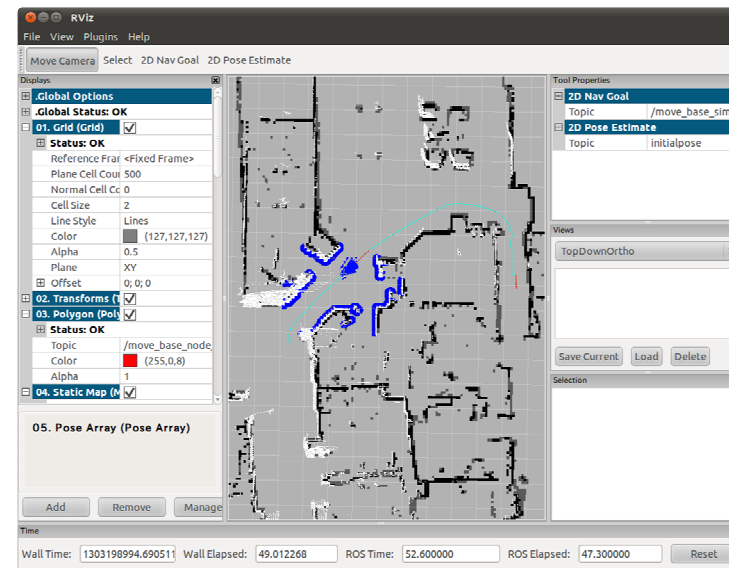 RViz
File View Plugins Help
Move Camera Select 2D Nav Goal 2D Pose Estimate
Displays
.Global Options
.Global Status: OK
01. Grid (Grid)
Status: OK
Reference Frar <Fixed Frame>
Plane Cell Cour 500
Normal Cell Co 0
Cell Size 2
Line Style Lines
Color (127,127,127)
Alpha 0.5
Plane XY
Offset 0; 0; 0
02. Transforms (T
03. Polygon (Poly
Status: OK
Topic /move_base_node_
Color (255,0,8)
Alpha 1
04. Static Map (M
05. Pose Array (Pose Array)
Add Remove Manage
Tool Properties
2D Nav Goal
Topic /move_base_sim
2D Pose Estimate
Topic initialpose
Views
TopDownOrtho
Save Current Load Delete
Selection
Time
Wall Time: 1303198994.690511 Wall Elapsed: 49.012268 ROS Time: 52.600000 ROS Elapsed: 47.300000 Reset